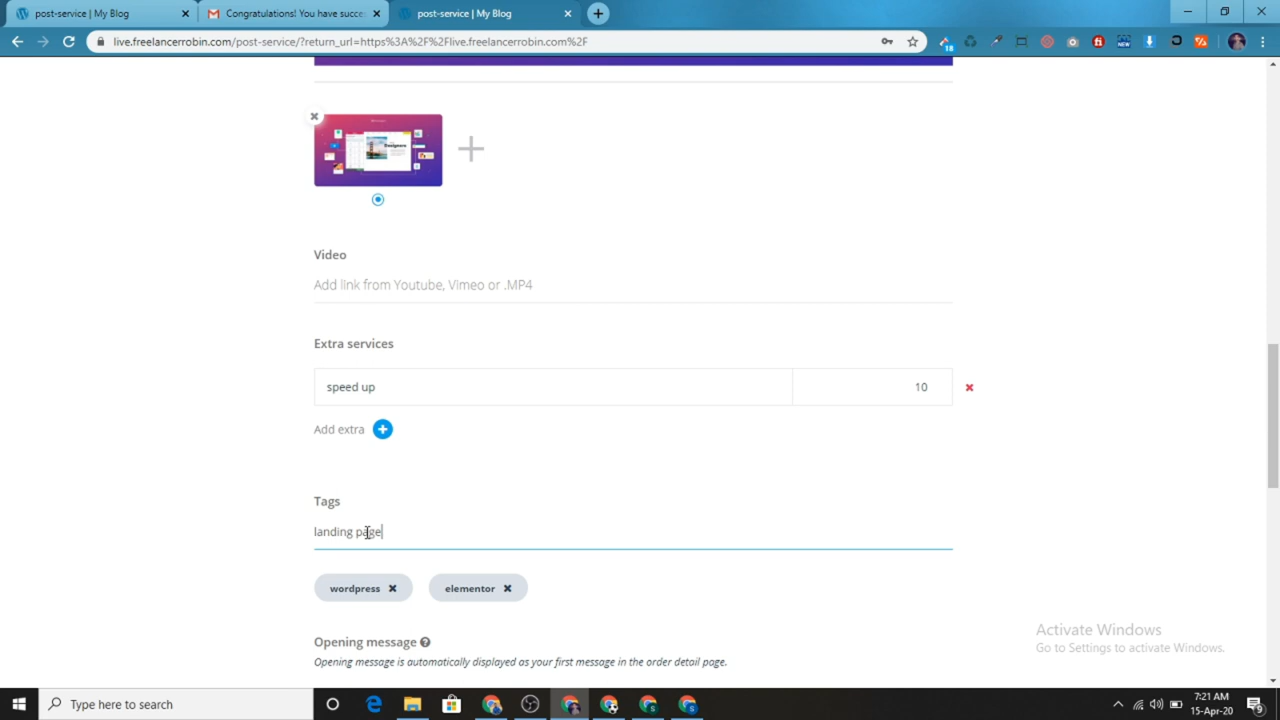 post-service | My Blog
Congratulations! You have succe
post-service | My Blog
live.freelancerrobin.com/post-service/?return_url=https%3A%2F%2Flive.freelancerrobin.com%2F
18
NEW
Designers
Video
Add link from Youtube, Vimeo or .MP4
Extra services
speed up
10
Add extra
Tags
landing page
wordpress
elementor
Opening message
Opening message is automatically displayed as your first message in the order detail page.
Activate Windows
Go to Settings to activate Windows.
Type here to search
7:21 AM
15-Apr-20
9